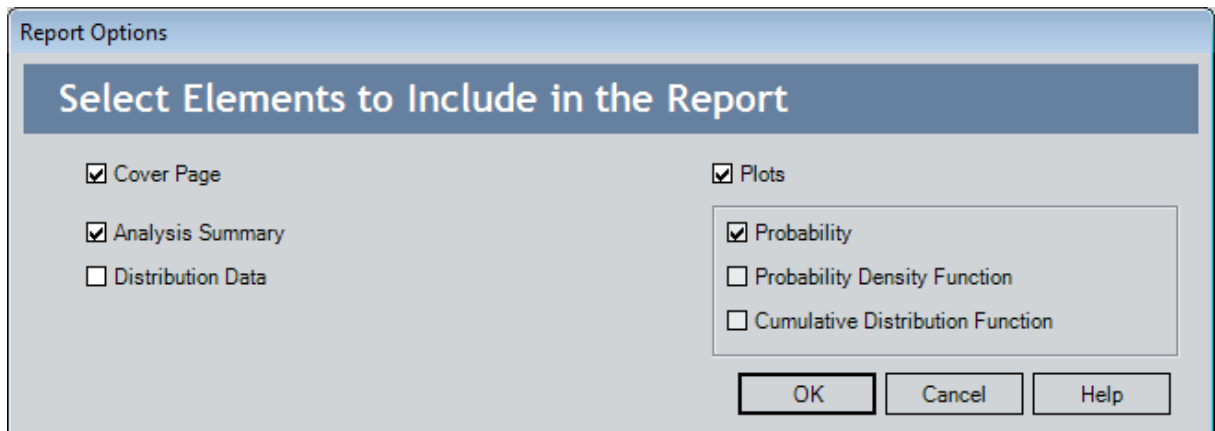 Report Options
Select Elements to Include in the Report
Cover Page
Plots
Analysis Summary
Probability
Distribution Data
Probability Density Function
Cumulative Distribution Function
OK
Cancel
Help